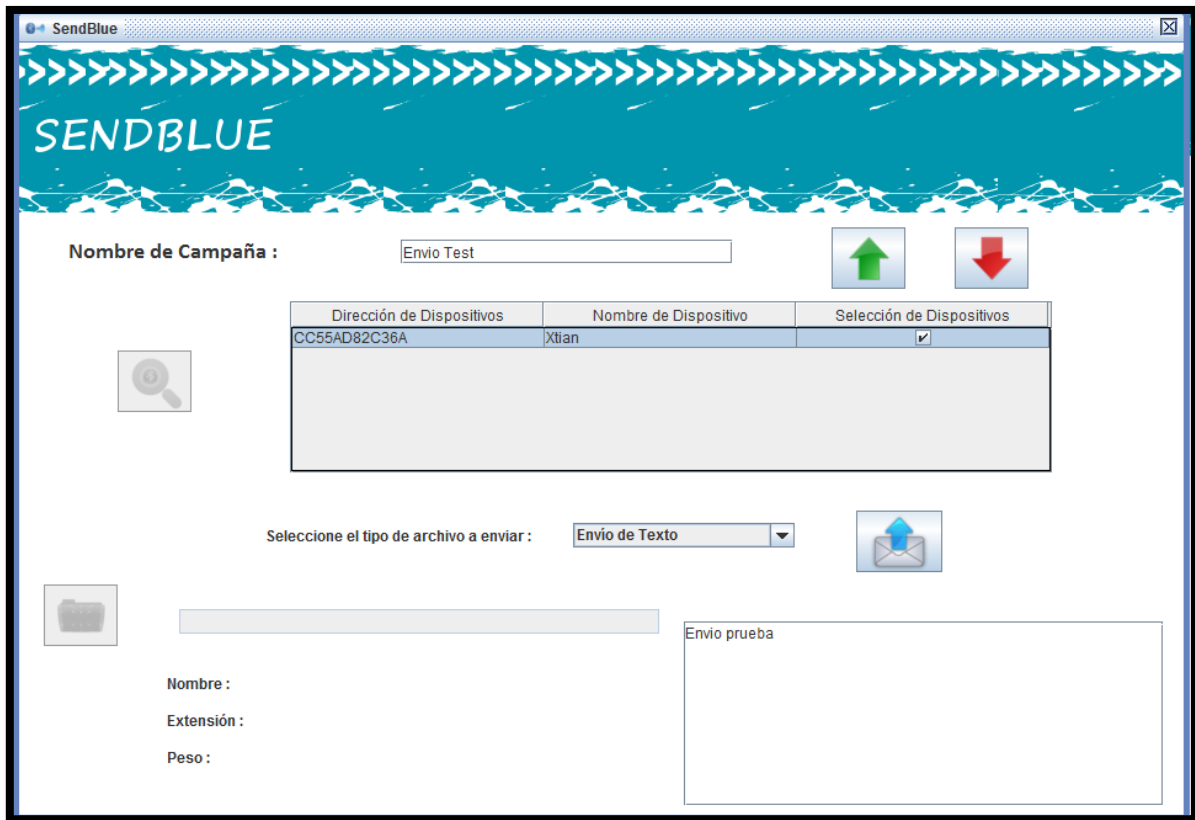 SendBlue
SENDBLUE
Nombre de Campaña : Envio Test
Dirección de Dispositivos Nombre de Dispositivo Selección de Dispositivos
CC55AD82C36A Xtian
Seleccione el tipo de archivo a enviar : Envío de Texto
Envio prueba
Nombre :
Extensión :
Peso :